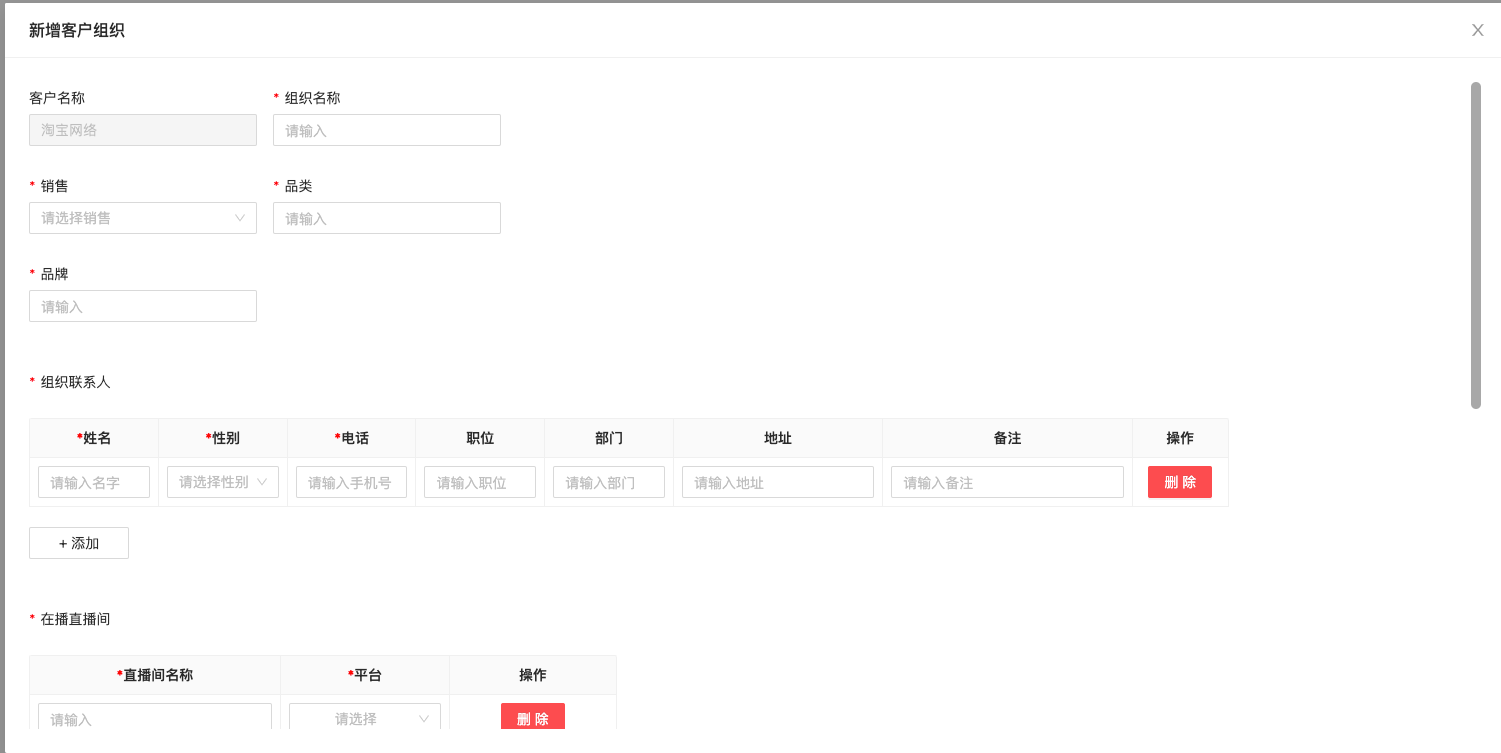 新增客户组织
客户名称 * 组织名称
淘宝网络 请输入
* 销售 * 品类
请选择销售 请输入
* 品牌
请输入
* 组织联系人
*姓名 *性别 *电话 职位 部门 地址 备注 操作
请输入名字 请选择性别 请输入手机号 请输入职位 请输入部门 请输入地址 请输入备注 删 除
+ 添加
* 在播直播间
*直播间名称 *平台 操作
请输入 请选择 删 除